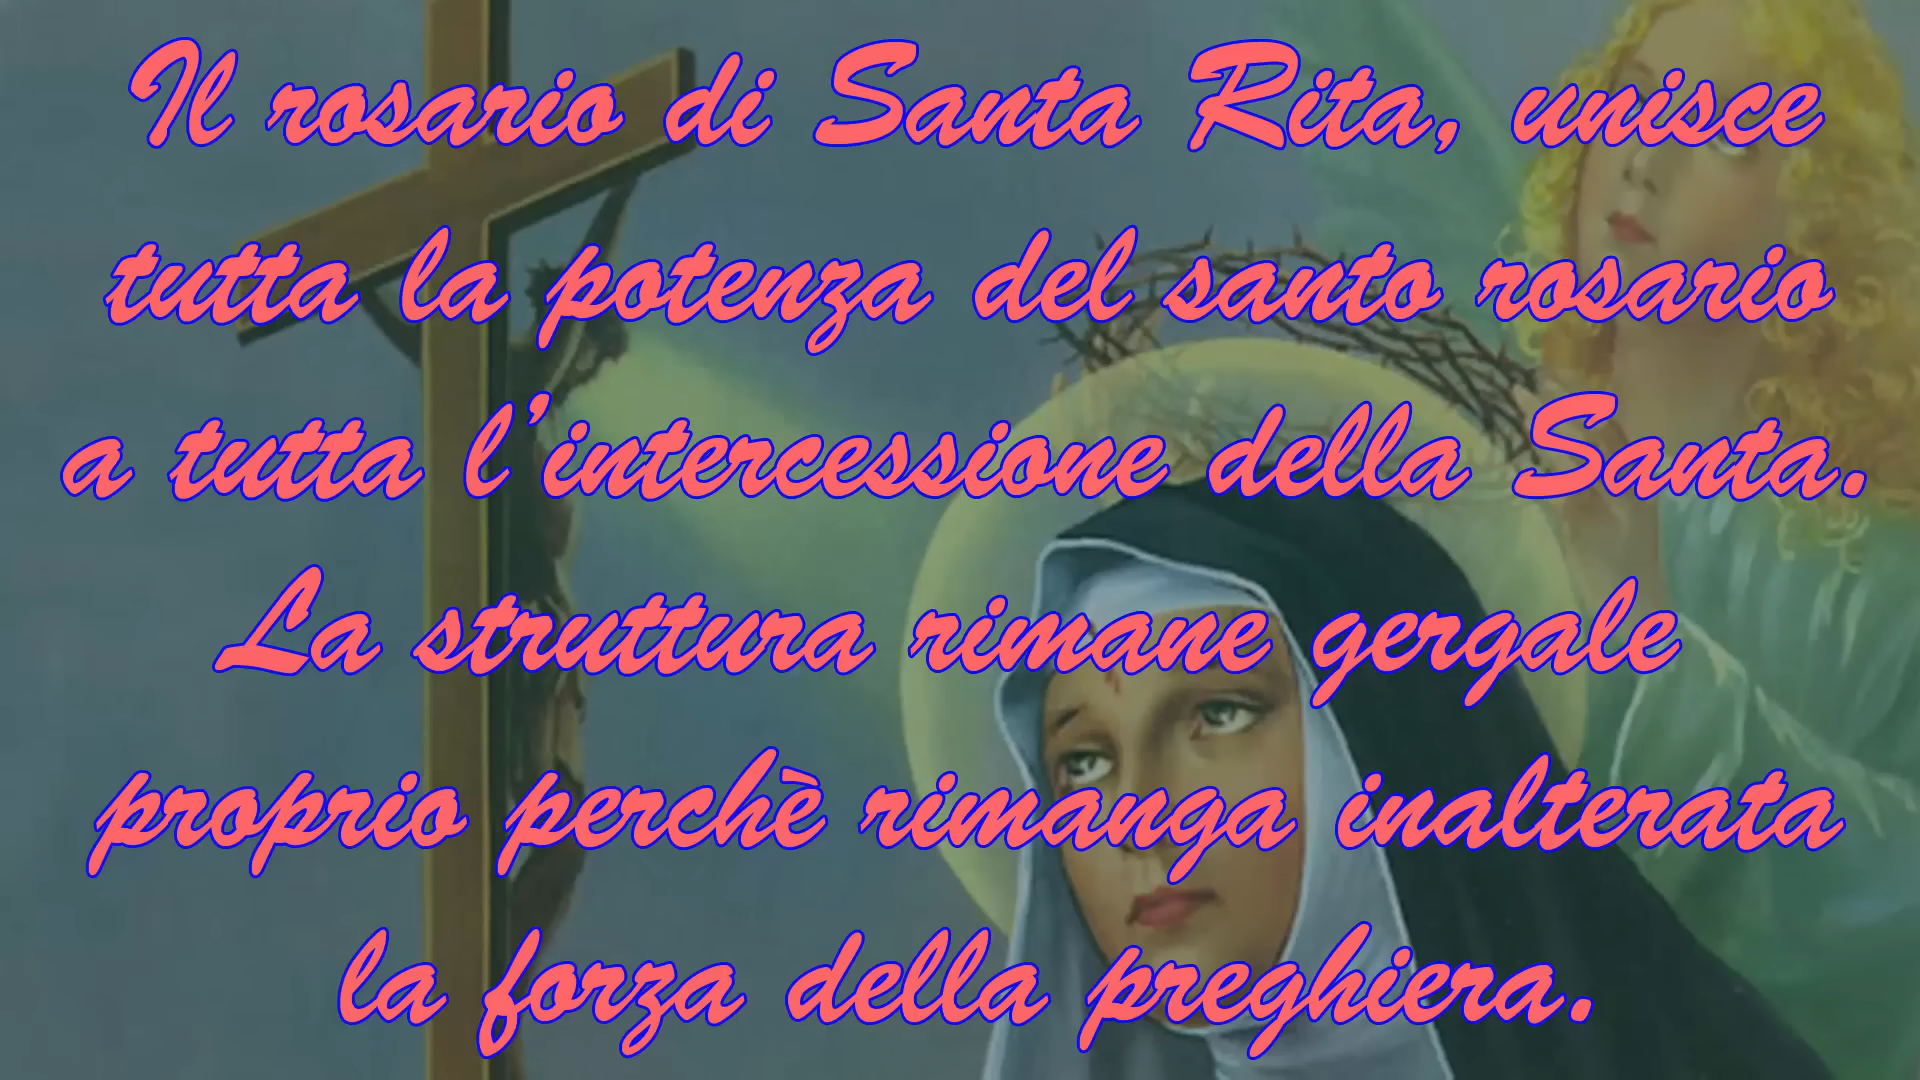 Il rosario di Santa Rita, unisce
tutta la potenza del santo rosario
a tutta l'intercessione della Santa.
La struttura rimane gergale
proprio perchè rimanga inalterata
la forza della preghiera.